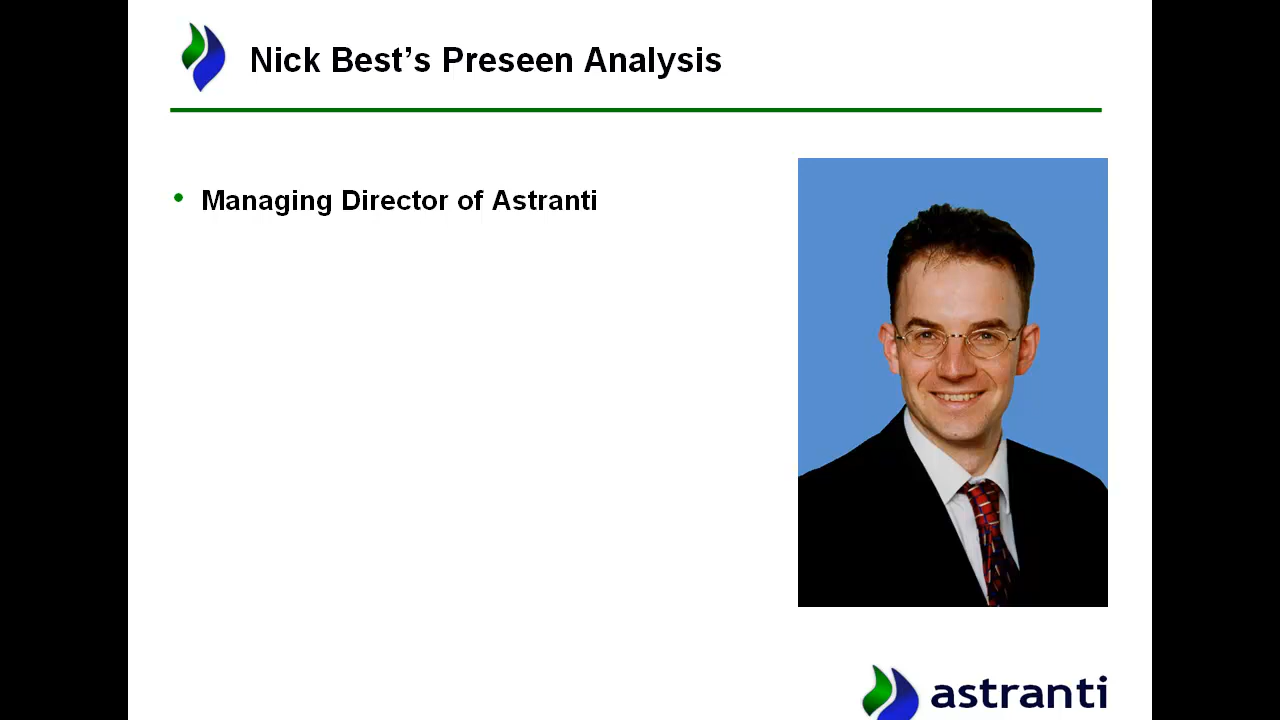 Nick Best’s Preseen Analysis
• Managing Director of Astranti
astranti